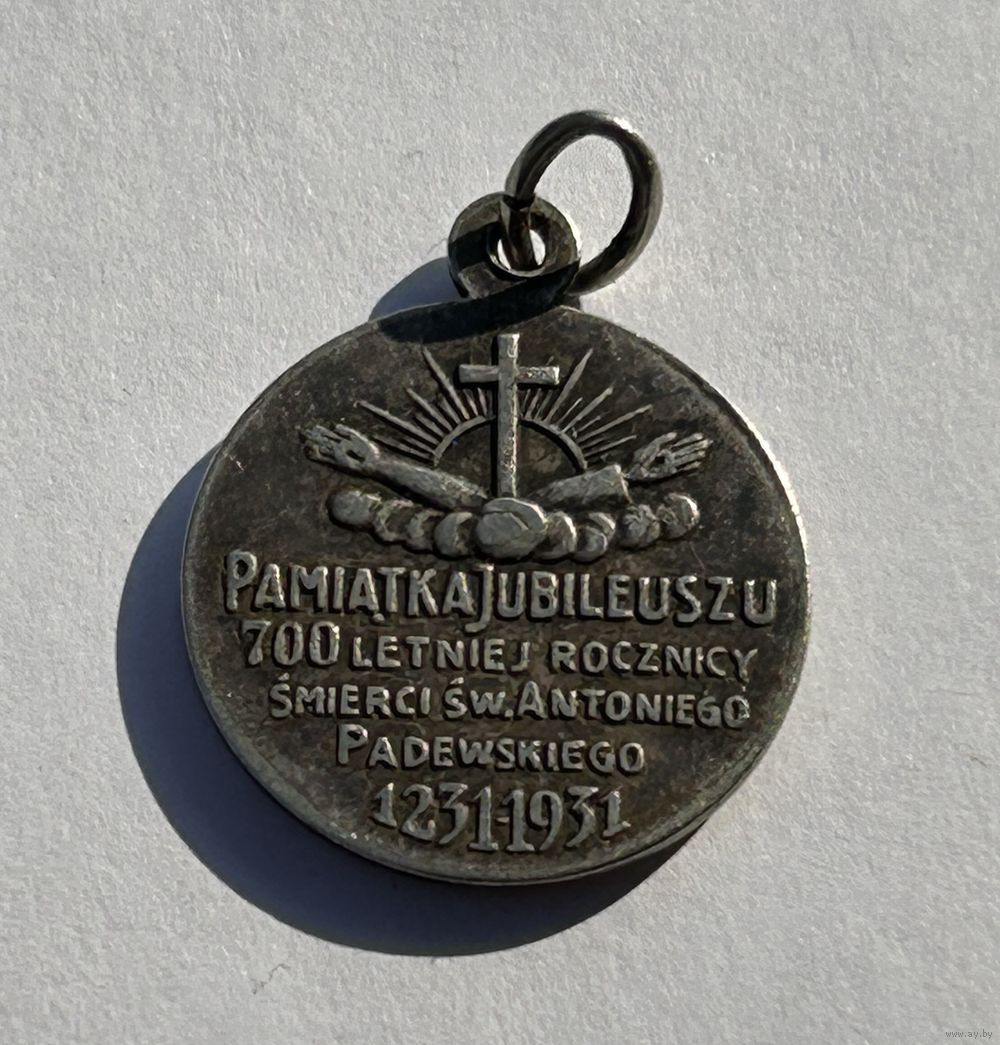 PAMIĄTKA JUBILEUSZU
700 LETNIEJ ROCZNICY
ŚMIERCI ŚW. ANTONIEGO
PADEWSKIEGO
1231-1931
www.ay.by